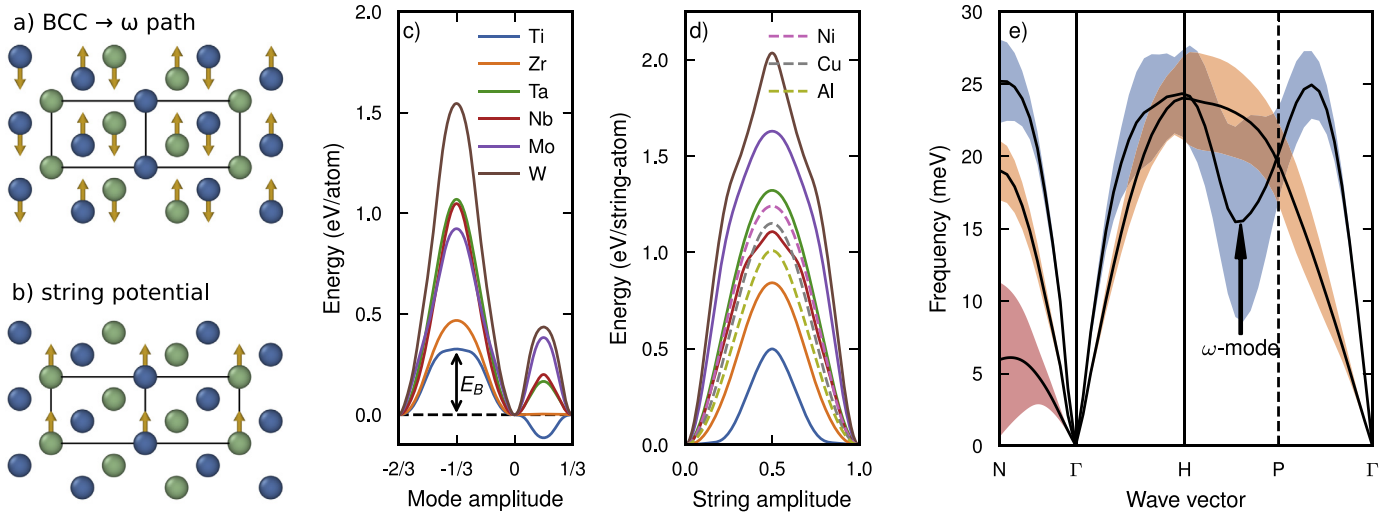 a) BCC → ω path
b) string potential
c)
2.0
1.5
1.0
0.5
0.0
Energy (eV/atom)
Ti
Zr
Ta
Nb
Mo
W
E_B
-2/3
-1/3
0
1/3
Mode amplitude
d)
2.0
1.5
1.0
0.5
0.0
Energy (eV/string-atom)
Ni
Cu
Al
0.0
0.5
1.0
String amplitude
e)
30
25
20
15
10
5
0
Frequency (meV)
ω-mode
N
Γ
H
P
Γ
Wave vector